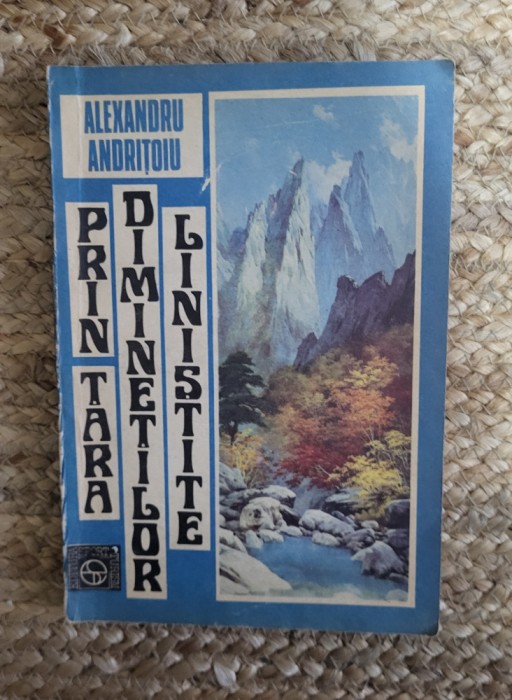 ALEXANDRU
ANDRIȚOIU
PRIN
ȚARA
DIMINEȚILOR
LINIȘTITE